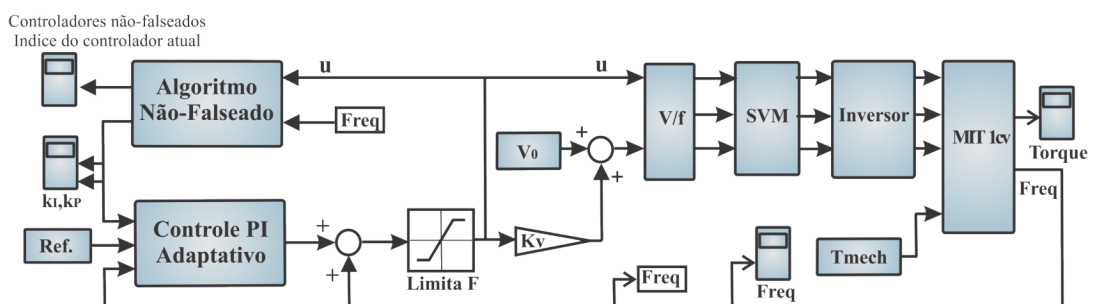 Controladores não-falseados
Indice do controlador atual
Algoritmo
Não-Falseado
u
u
Freq
kI,kP
Ref.
Controle PI
Adaptativo
+
+
Limita F
Kv
V0
+
+
V/f
SVM
Inversor
MIT 1cv
Torque
Freq
Tmech
Freq
Freq